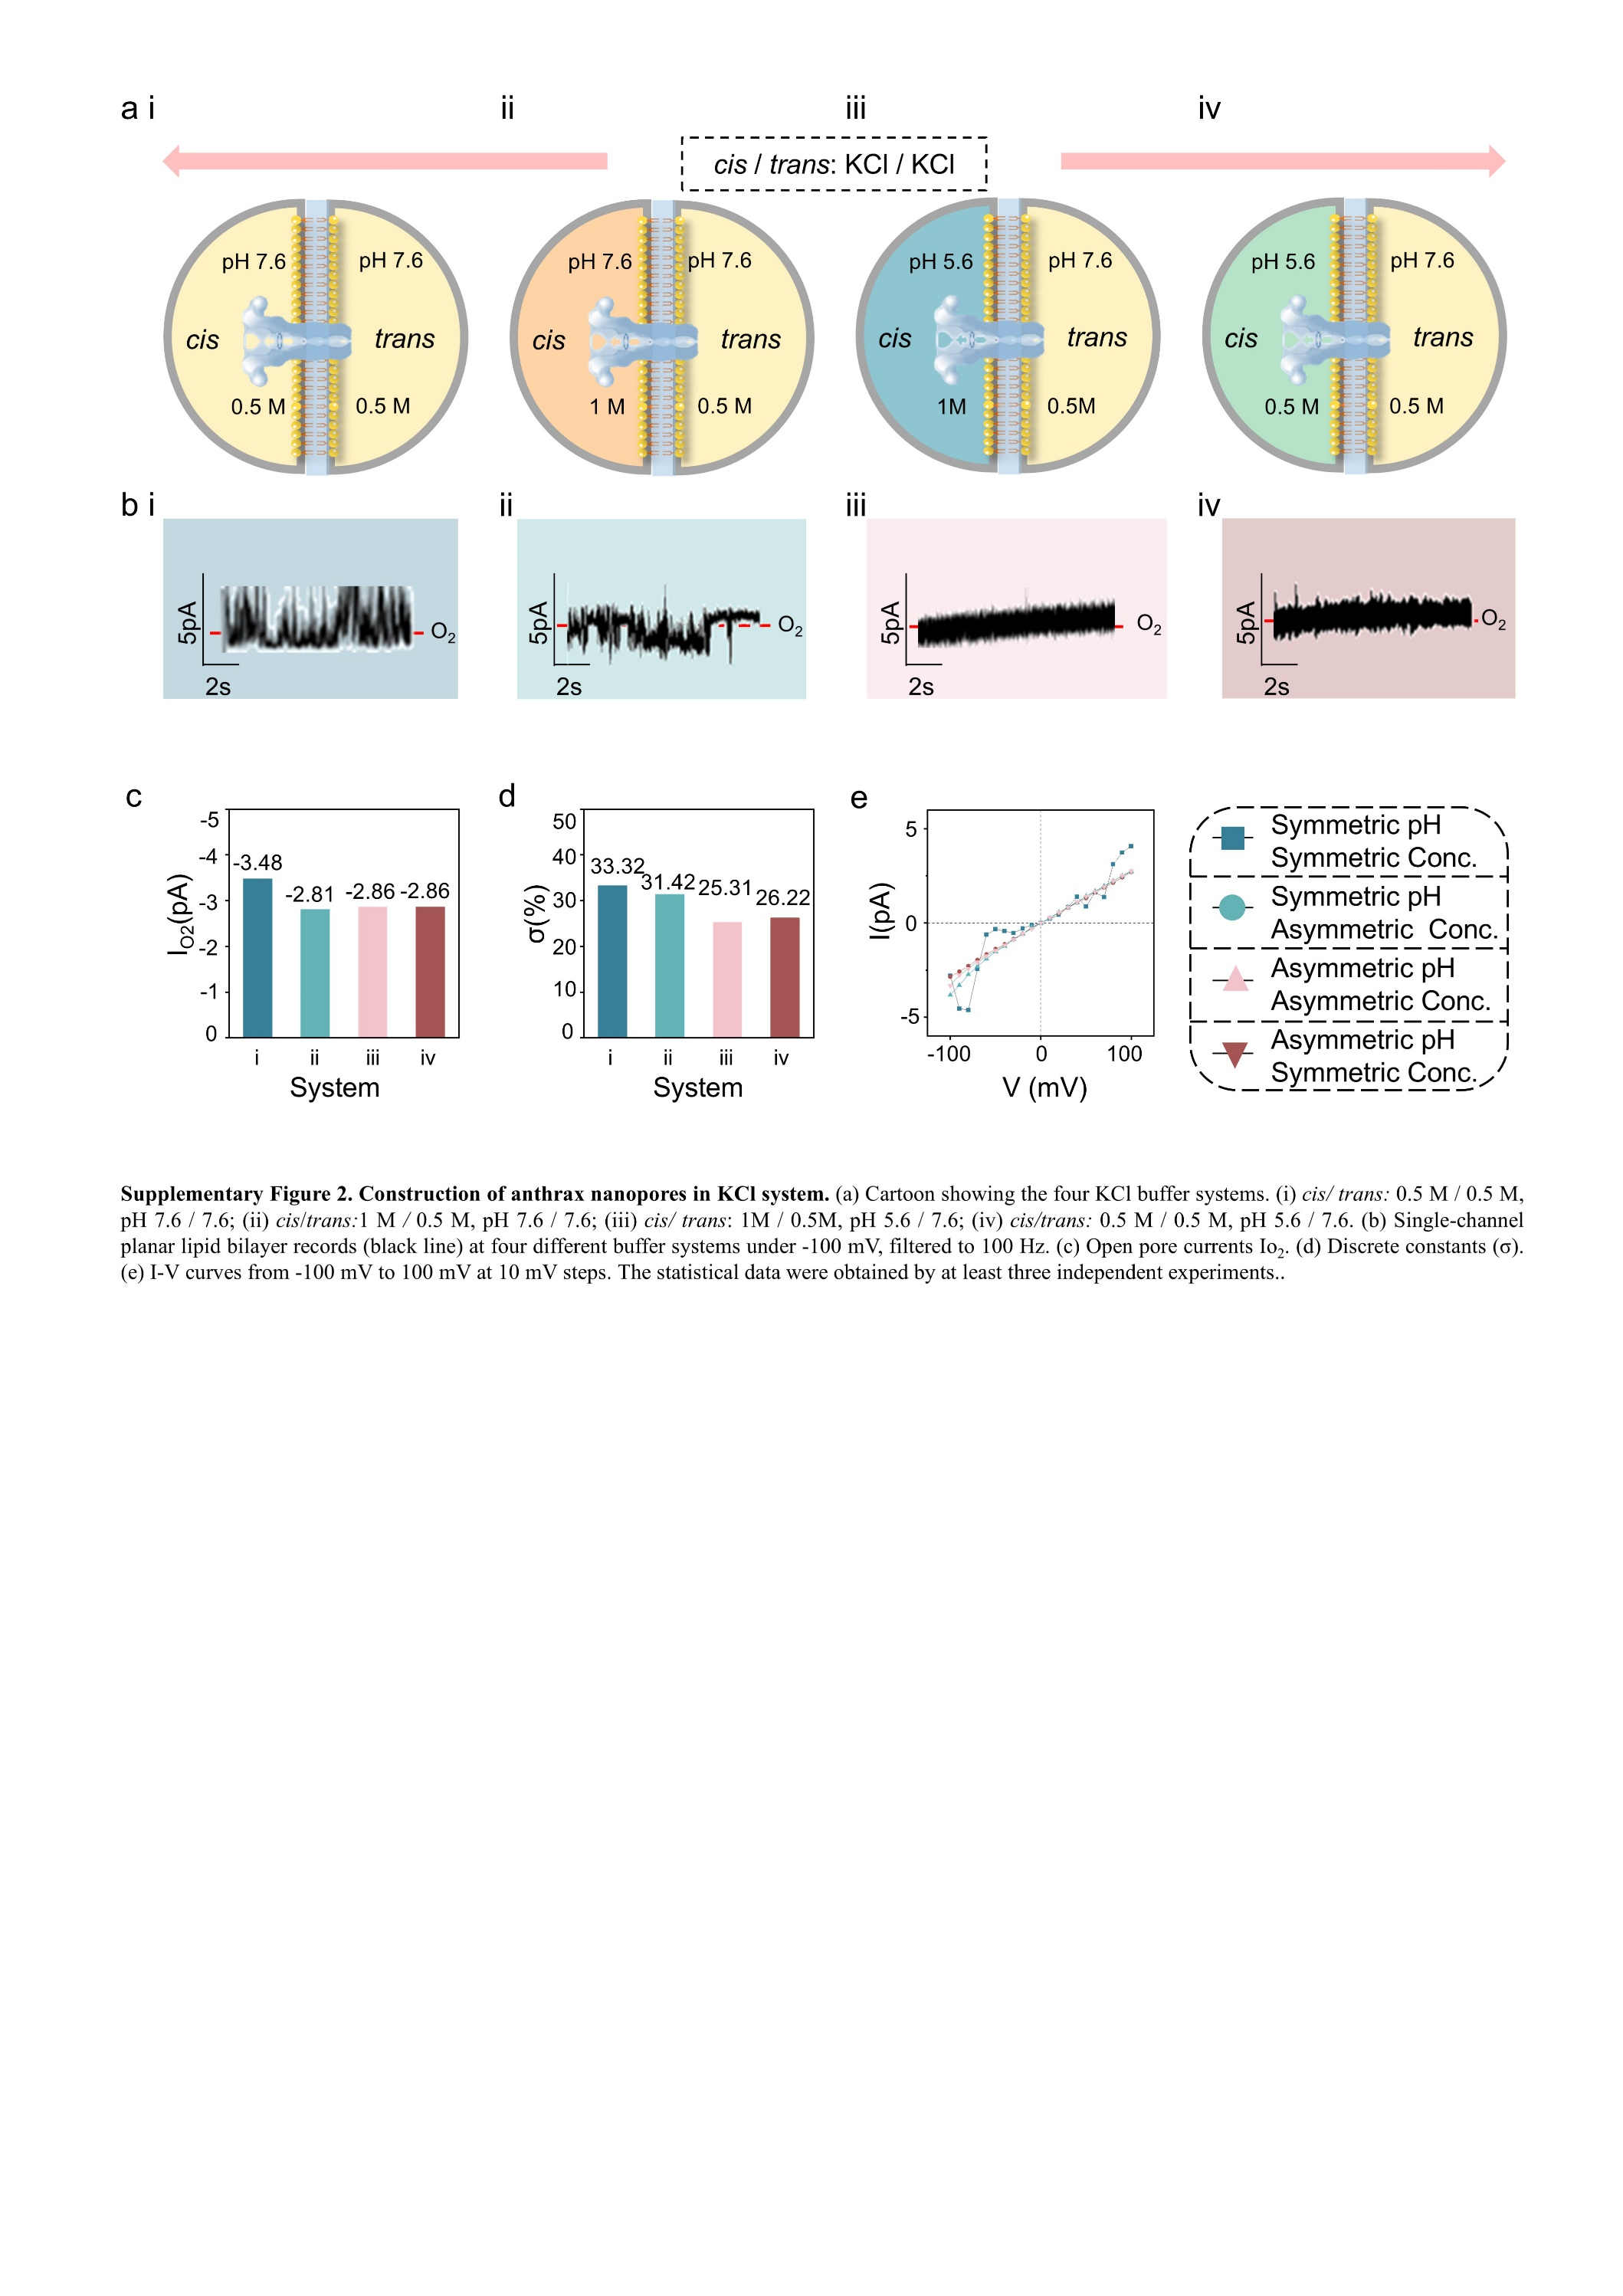 a i
ii
iii
iv
cis / trans: KCl / KCl
pH 7.6
pH 7.6
cis
trans
0.5 M
0.5 M
pH 7.6
pH 7.6
cis
trans
1 M
0.5 M
pH 5.6
pH 7.6
cis
trans
1M
0.5M
pH 5.6
pH 7.6
cis
trans
0.5 M
0.5 M
b i
ii
iii
iv
5pA
2s
O2
5pA
2s
O2
5pA
2s
O2
5pA
2s
O2
c
IO2(pA)
-5
-4
-3
-2
-1
0
-3.48
-2.81
-2.86
-2.86
i
ii
iii
iv
System
d
σ(%)
50
40
30
20
10
0
33.32
31.42
25.31
26.22
i
ii
iii
iv
System
e
I(pA)
5
0
-5
-100
0
100
V (mV)
Symmetric pH
Symmetric Conc.
Symmetric pH
Asymmetric Conc.
Asymmetric pH
Asymmetric Conc.
Asymmetric pH
Symmetric Conc.
Supplementary Figure 2. Construction of anthrax nanopores in KCl system. (a) Cartoon showing the four KCl buffer systems. (i) cis/ trans: 0.5 M / 0.5 M,
pH 7.6 / 7.6; (ii) cis/trans:1 M / 0.5 M, pH 7.6 / 7.6; (iii) cis/ trans: 1M / 0.5M, pH 5.6 / 7.6; (iv) cis/trans: 0.5 M / 0.5 M, pH 5.6 / 7.6. (b) Single-channel
planar lipid bilayer records (black line) at four different buffer systems under -100 mV, filtered to 100 Hz. (c) Open pore currents Io2. (d) Discrete constants (σ).
(e) I-V curves from -100 mV to 100 mV at 10 mV steps. The statistical data were obtained by at least three independent experiments..